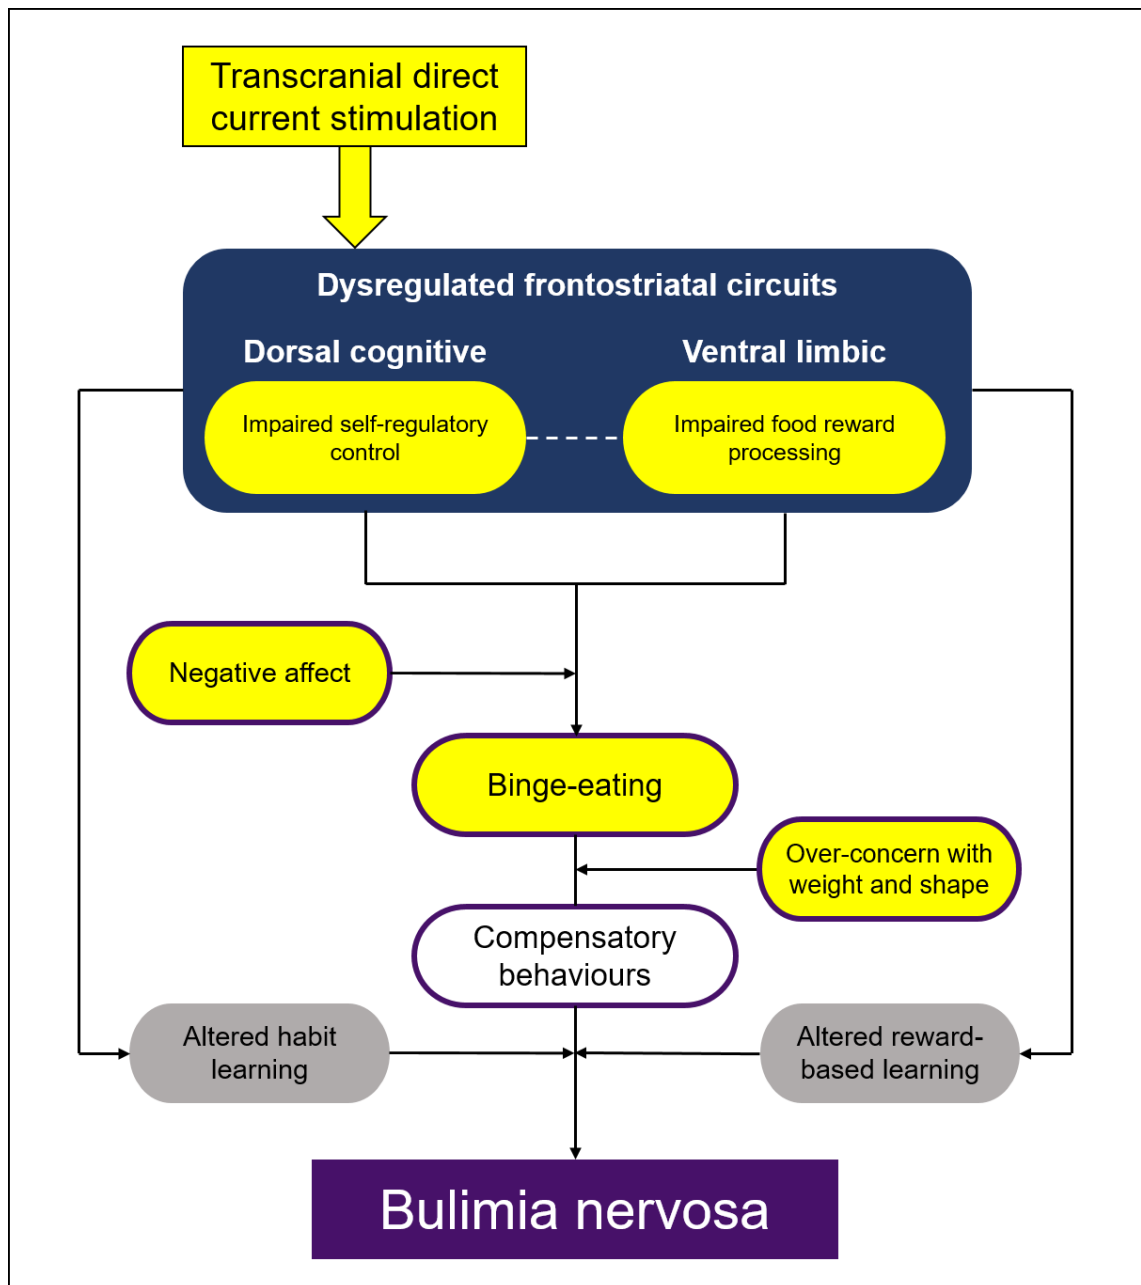 Transcranial direct
current stimulation
Dysregulated frontostriatal circuits
Dorsal cognitive
Ventral limbic
Impaired self-regulatory
control
Impaired food reward
processing
Negative affect
Binge-eating
Over-concern with
weight and shape
Compensatory
behaviours
Altered habit
learning
Altered reward-
based learning
Bulimia nervosa